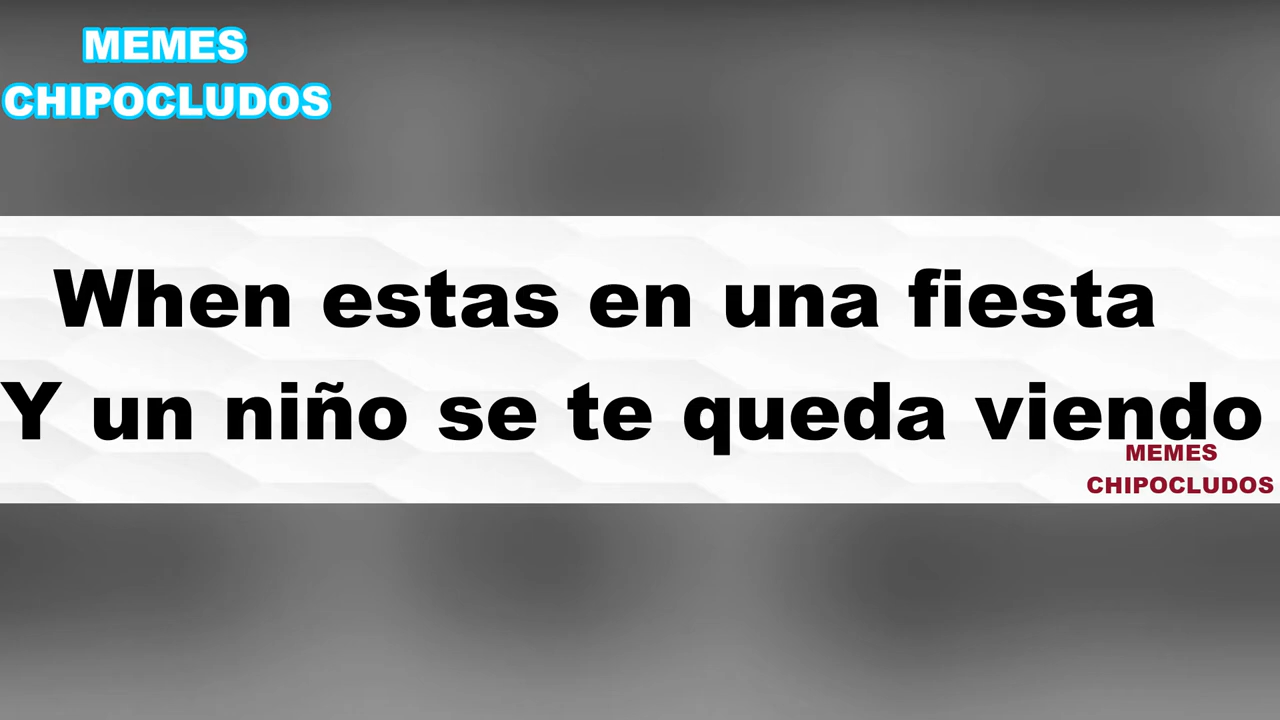 MEMES
CHIPOCLUDOS
When estas en una fiesta
Y un niño se te queda viendo
MEMES
CHIPOCLUDOS